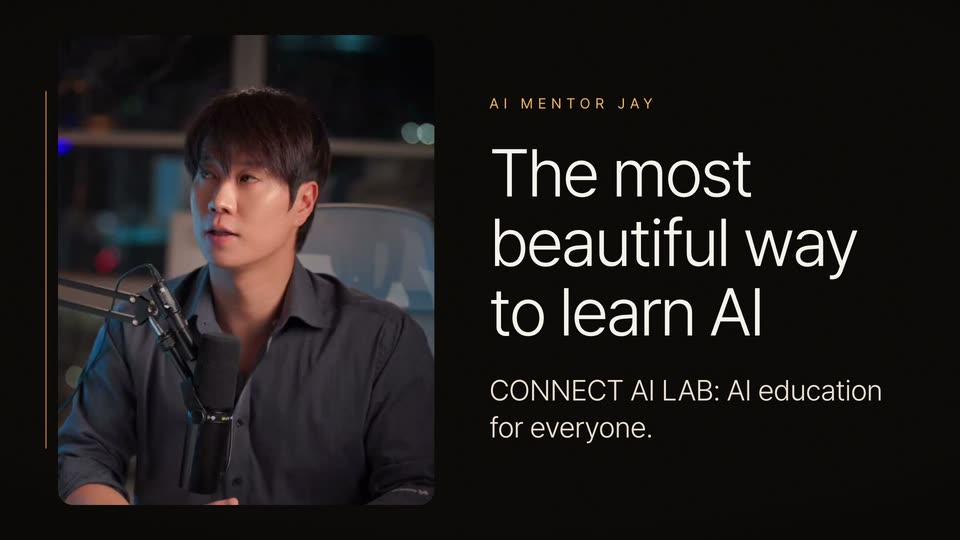 AI MENTOR JAY
The most
beautiful way
to learn AI
CONNECT AI LAB: AI education
for everyone.